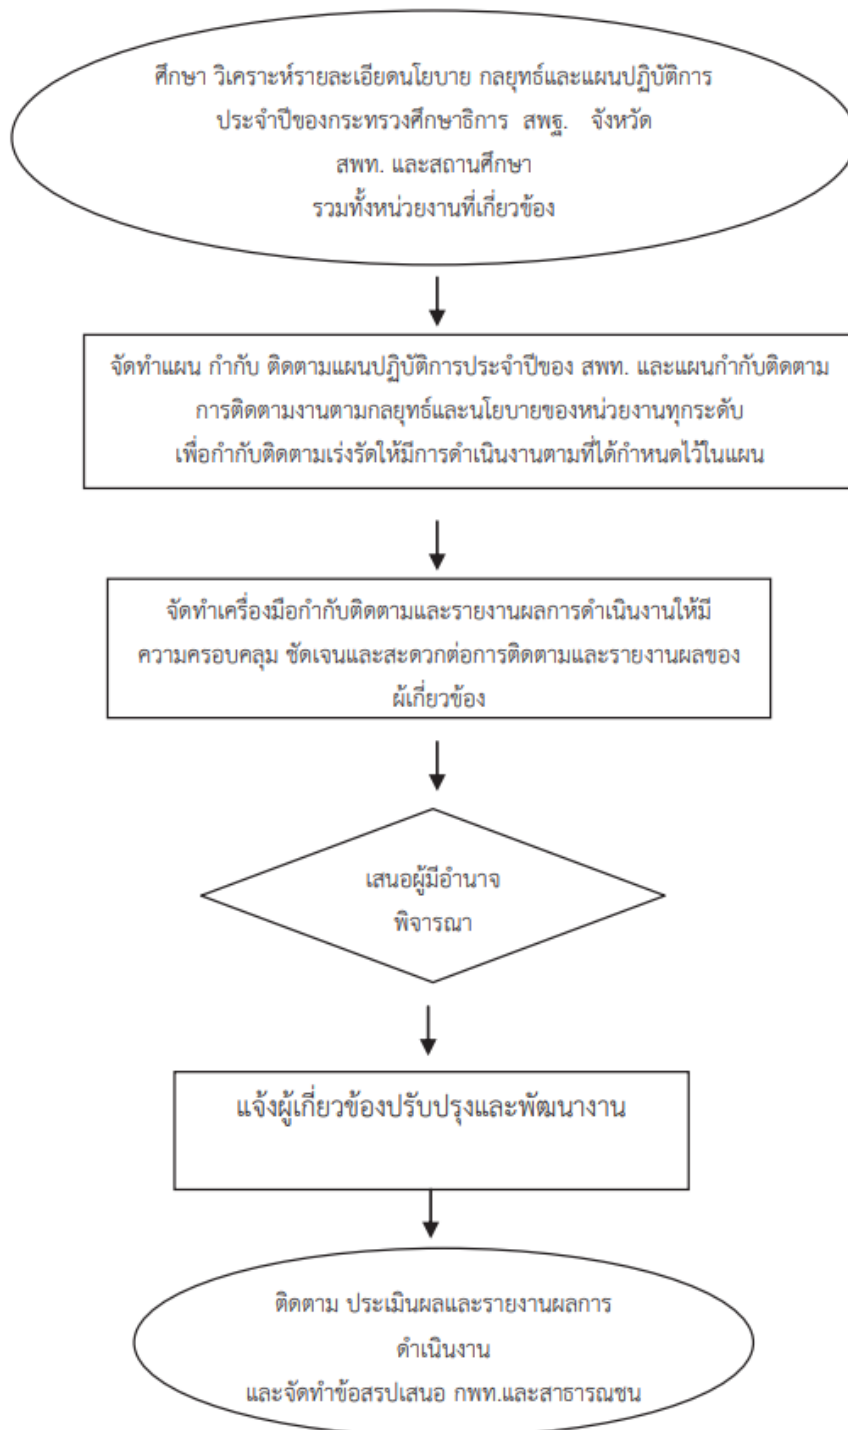 ศึกษา วิเคราะห์รายละเอียดนโยบาย กลยุทธ์และแผนปฏิบัติการ
ประจำปีของกระทรวงศึกษาธิการ สพฐ. จังหวัด
สพท. และสถานศึกษา
รวมทั้งหน่วยงานที่เกี่ยวข้อง
จัดทำแผน กำกับ ติดตามแผนปฏิบัติการประจำปีของ สพท. และแผนกำกับติดตาม
การติดตามงานตามกลยุทธ์และนโยบายของหน่วยงานทุกระดับ
เพื่อกำกับติดตามเร่งรัดให้มีการดำเนินงานตามที่ได้กำหนดไว้ในแผน
จัดทำเครื่องมือกำกับติดตามและรายงานผลการดำเนินงานให้มี
ความครอบคลุม ชัดเจนและสะดวกต่อการติดตามและรายงานผลของ
ผู้เกี่ยวข้อง
เสนอผู้มีอำนาจ
พิจารณา
แจ้งผู้เกี่ยวข้องปรับปรุงและพัฒนางาน
ติดตาม ประเมินผลและรายงานผลการ
ดำเนินงาน
และจัดทำข้อสรุปเสนอ กพท.และสาธารณชน